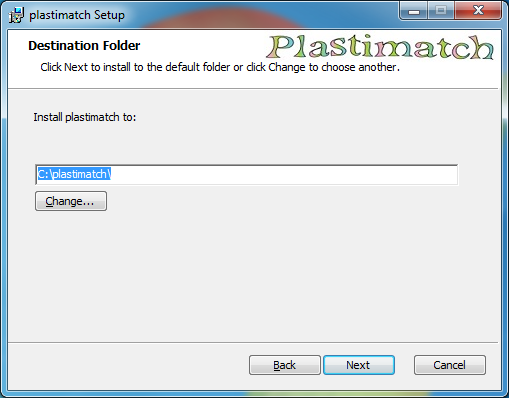 plastimatch Setup
Destination Folder
Plastimatch
Click Next to install to the default folder or click Change to choose another.
Install plastimatch to:
C:\plastimatch\
Change...
Back Next Cancel